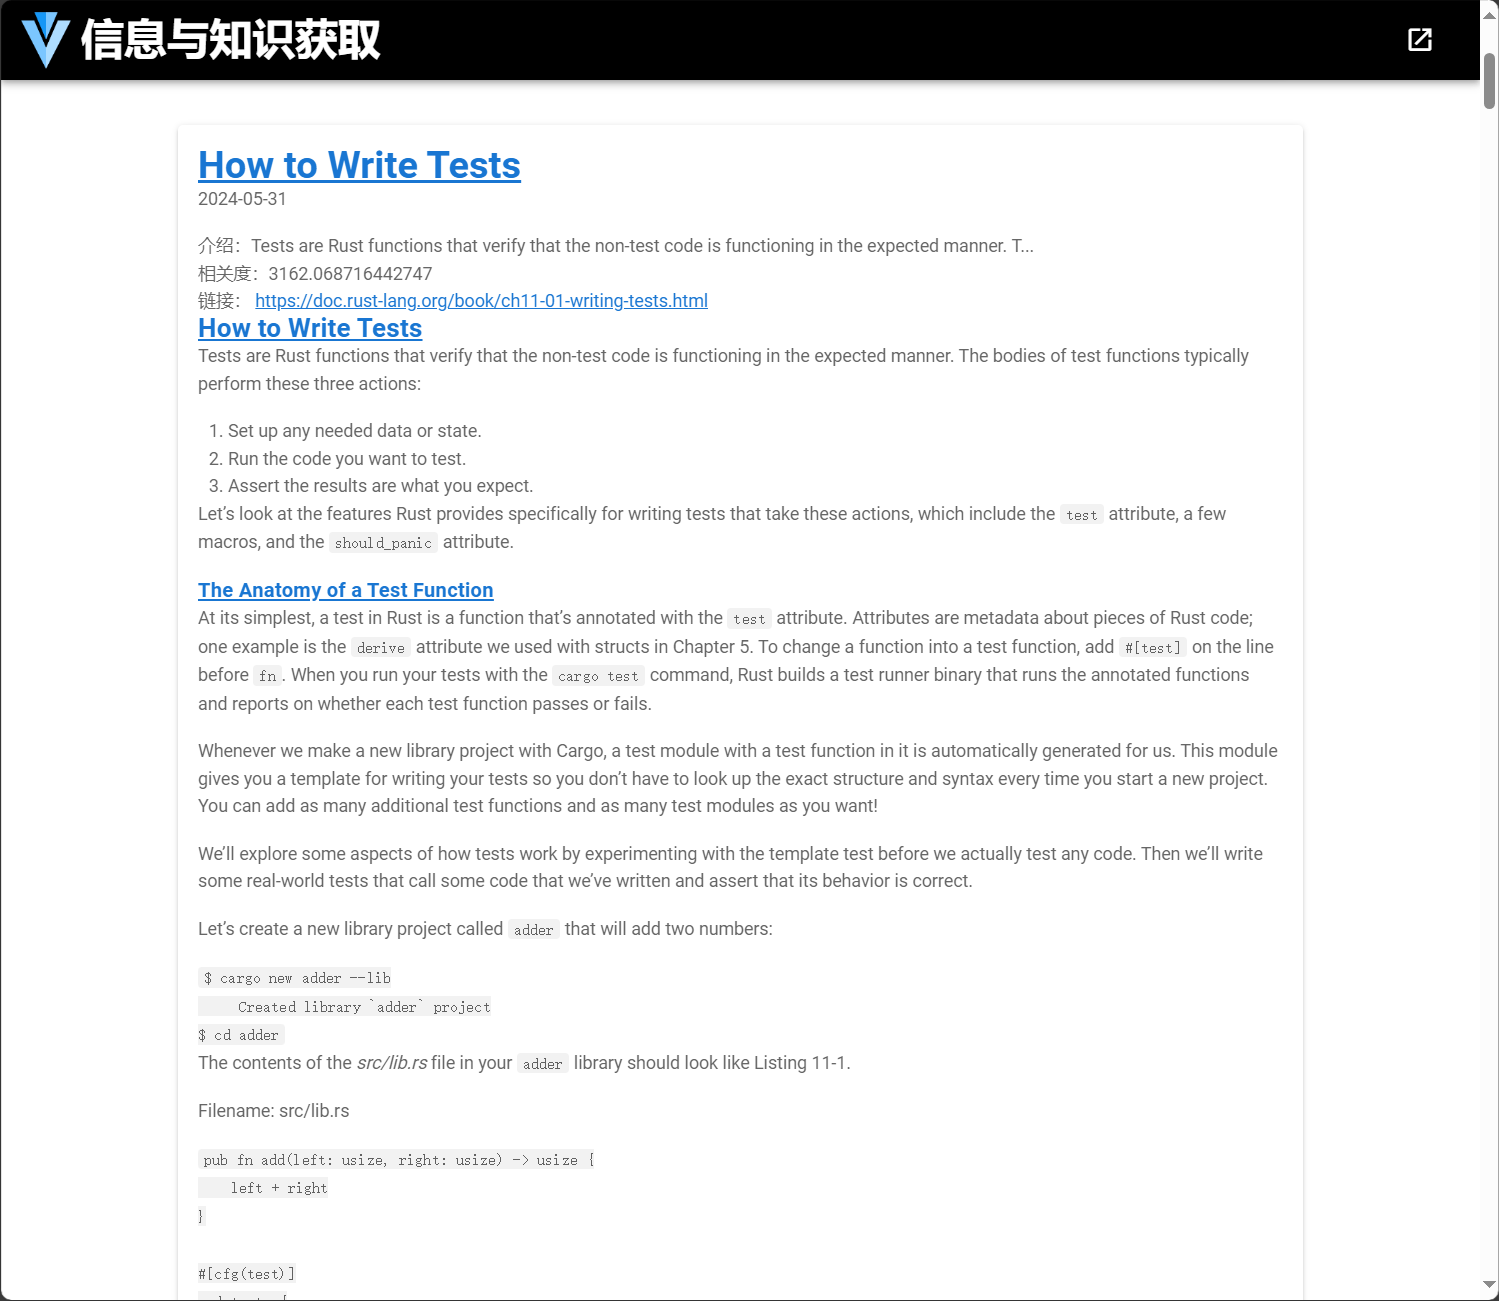 信息与知识获取
How to Write Tests
2024-05-31
介绍：Tests are Rust functions that verify that the non-test code is functioning in the expected manner. T...
相关度：3162.068716442747
链接： https://doc.rust-lang.org/book/ch11-01-writing-tests.html
How to Write Tests
Tests are Rust functions that verify that the non-test code is functioning in the expected manner. The bodies of test functions typically
perform these three actions:
1. Set up any needed data or state.
2. Run the code you want to test.
3. Assert the results are what you expect.
Let’s look at the features Rust provides specifically for writing tests that take these actions, which include the test attribute, a few
macros, and the should_panic attribute.
The Anatomy of a Test Function
At its simplest, a test in Rust is a function that’s annotated with the test attribute. Attributes are metadata about pieces of Rust code;
one example is the derive attribute we used with structs in Chapter 5. To change a function into a test function, add #[test] on the line
before fn. When you run your tests with the cargo test command, Rust builds a test runner binary that runs the annotated functions
and reports on whether each test function passes or fails.
Whenever we make a new library project with Cargo, a test module with a test function in it is automatically generated for us. This module
gives you a template for writing your tests so you don’t have to look up the exact structure and syntax every time you start a new project.
You can add as many additional test functions and as many test modules as you want!
We’ll explore some aspects of how tests work by experimenting with the template test before we actually test any code. Then we’ll write
some real-world tests that call some code that we’ve written and assert that its behavior is correct.
Let’s create a new library project called adder that will add two numbers:
$ cargo new adder --lib
     Created library `adder` project
$ cd adder
The contents of the src/lib.rs file in your adder library should look like Listing 11-1.
Filename: src/lib.rs
pub fn add(left: usize, right: usize) -> usize {
    left + right
}
#[cfg(test)]